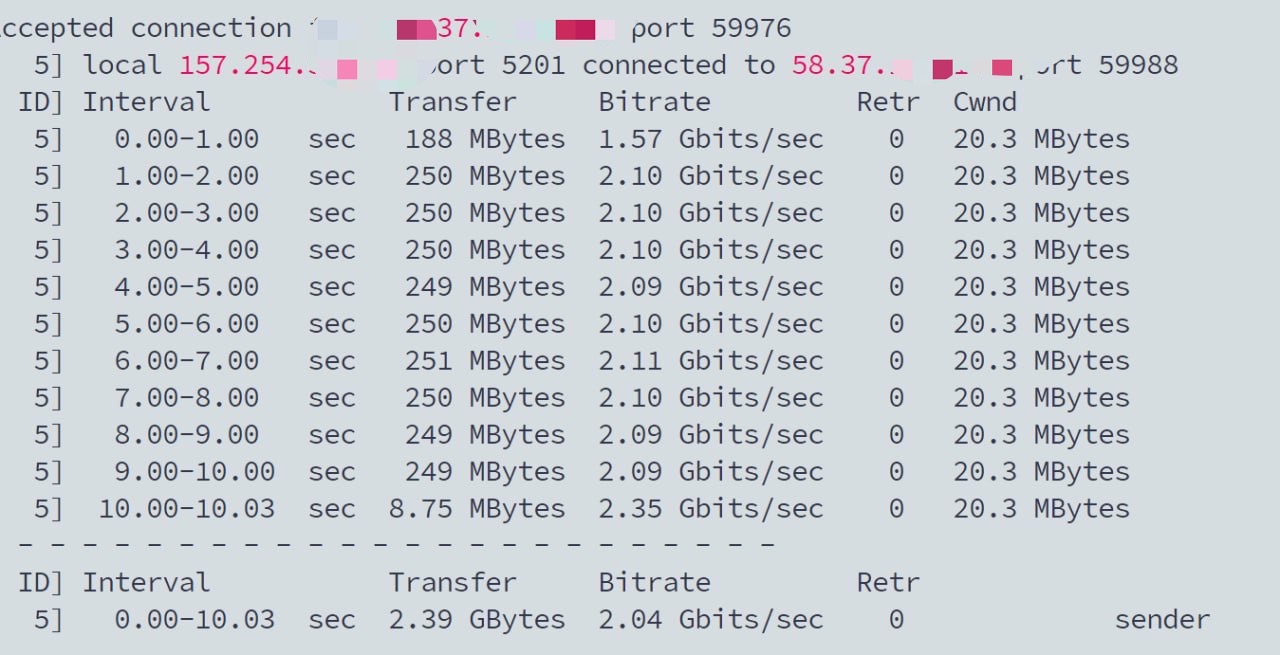 ccepted connection 37. port 59976
5] local 157.254. port 5201 connected to 58.37. port 59988
ID] Interval Transfer Bitrate Retr Cwnd
5] 0.00-1.00 sec 188 MBytes 1.57 Gbits/sec 0 20.3 MBytes
5] 1.00-2.00 sec 250 MBytes 2.10 Gbits/sec 0 20.3 MBytes
5] 2.00-3.00 sec 250 MBytes 2.10 Gbits/sec 0 20.3 MBytes
5] 3.00-4.00 sec 250 MBytes 2.10 Gbits/sec 0 20.3 MBytes
5] 4.00-5.00 sec 249 MBytes 2.09 Gbits/sec 0 20.3 MBytes
5] 5.00-6.00 sec 250 MBytes 2.10 Gbits/sec 0 20.3 MBytes
5] 6.00-7.00 sec 251 MBytes 2.11 Gbits/sec 0 20.3 MBytes
5] 7.00-8.00 sec 250 MBytes 2.10 Gbits/sec 0 20.3 MBytes
5] 8.00-9.00 sec 249 MBytes 2.09 Gbits/sec 0 20.3 MBytes
5] 9.00-10.00 sec 249 MBytes 2.09 Gbits/sec 0 20.3 MBytes
5] 10.00-10.03 sec 8.75 MBytes 2.35 Gbits/sec 0 20.3 MBytes
- - - - - - - - - - - - - - - - - - - - - - - -
ID] Interval Transfer Bitrate Retr
5] 0.00-10.03 sec 2.39 GBytes 2.04 Gbits/sec 0 sender